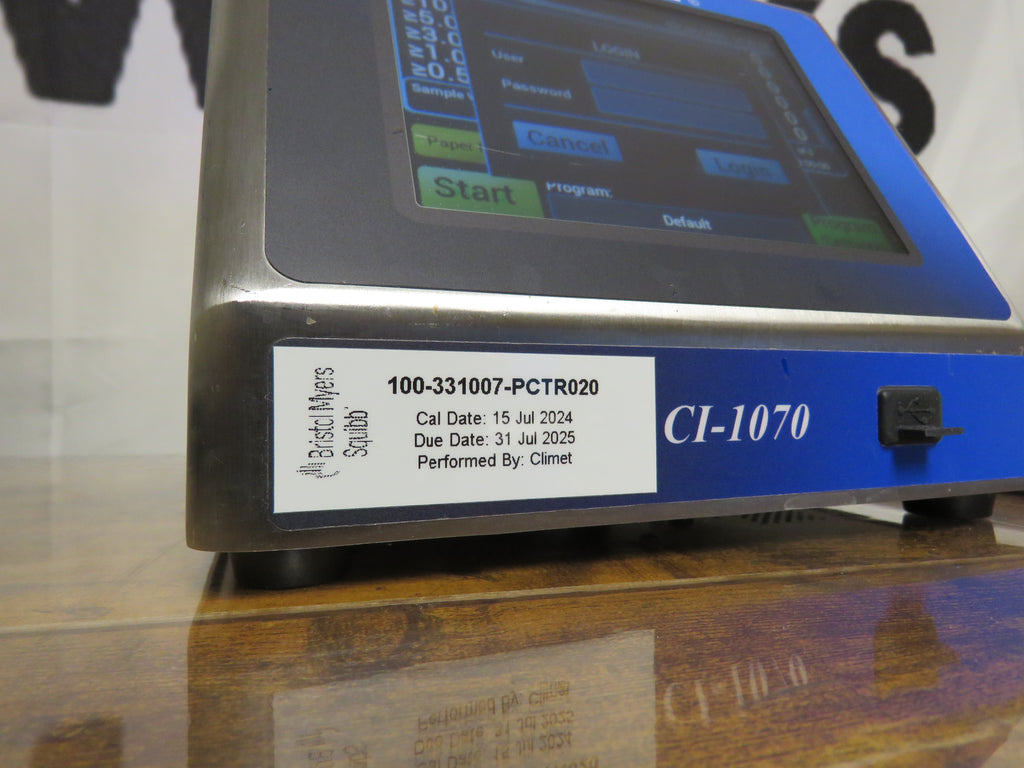 ≥5.0
≥3.0
≥1.0
≥0.5
Sample
Paper
Start
LOGIN
User
Password
Cancel
Login
Program:
Default
Program
Bristol Myers
Squibb
100-331007-PCTR020
Cal Date: 15 Jul 2024
Due Date: 31 Jul 2025
Performed By: Climet
CI-1070